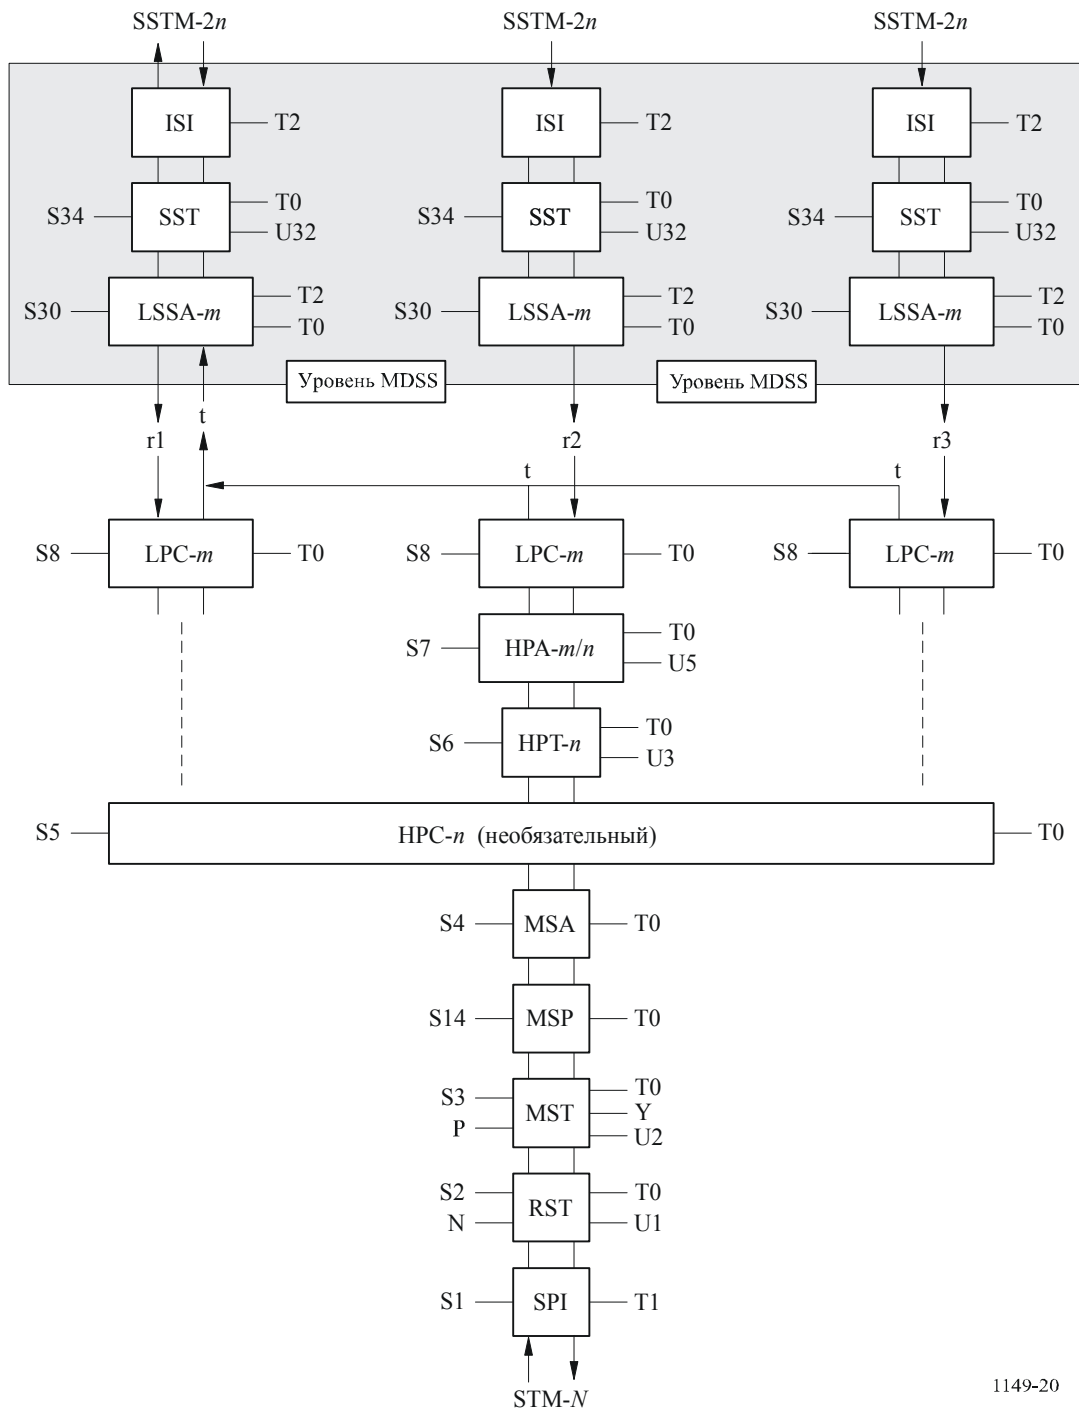 SSTM-2n SSTM-2n SSTM-2n
ISI T2 ISI T2 ISI T2
T0 T0 T0
S34 SST S34 SST S34 SST
U32 U32 U32
T2 T2 T2
S30 LSSA-m S30 LSSA-m S30 LSSA-m
T0 T0 T0
Уровень MDSS Уровень MDSS
t
r1 r2 r3
t t
S8 LPC-m T0 S8 LPC-m T0 S8 LPC-m T0
T0
S7 HPA-m/n
U5
T0
S6 HPT-n
U3
S5 HPC-n (необязательный) T0
S4 MSA T0
S14 MSP T0
S3 T0
MST Y
P U2
S2 T0
RST
N U1
S1 SPI T1
STM-N
1149-20